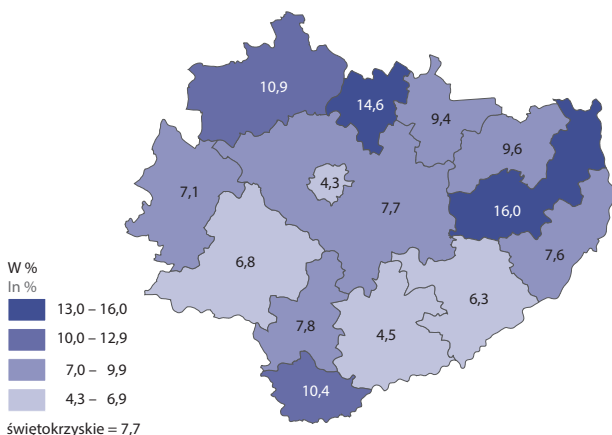 10,9
14,6
9,4
9,6
7,1
4,3
7,7
16,0
7,6
6,8
6,3
7,8
4,5
10,4
W %
In %
13,0 – 16,0
10,0 – 12,9
7,0 – 9,9
4,3 – 6,9
świętokrzyskie = 7,7